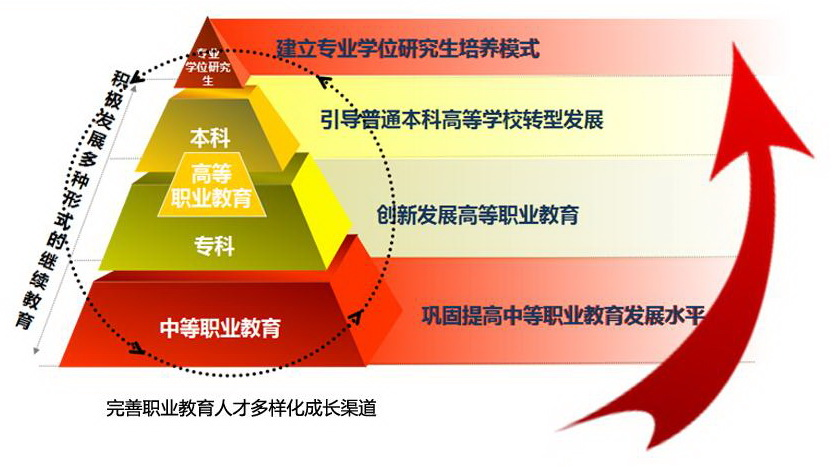 专业
学位研究
生
建立专业学位研究生培养模式
积极发展多种形式的继续教育
本科
引导普通本科高等学校转型发展
高等
职业教育
创新发展高等职业教育
专科
中等职业教育
巩固提高中等职业教育发展水平
完善职业教育人才多样化成长渠道